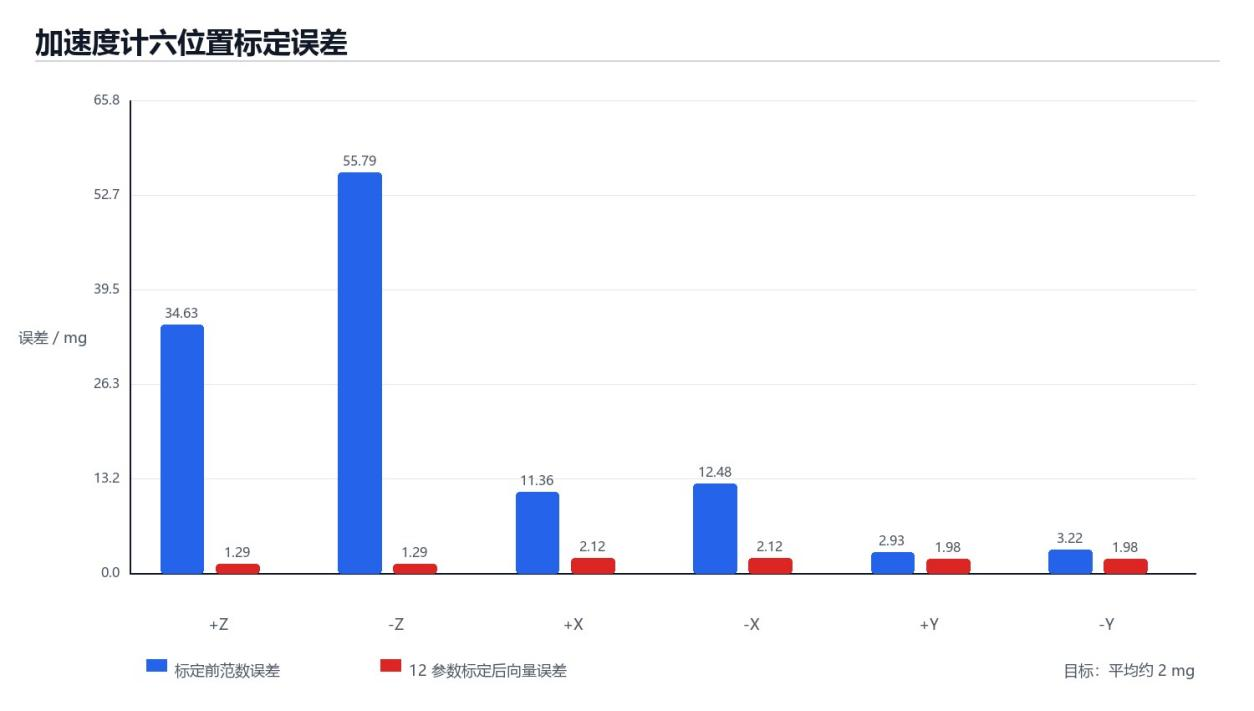 加速度计六位置标定误差
65.8
52.7
39.5
26.3
13.2
0.0
误差 / mg
34.63
1.29
55.79
1.29
11.36
2.12
12.48
2.12
2.93
1.98
3.22
1.98
+Z
-Z
+X
-X
+Y
-Y
标定前范数误差
12 参数标定后向量误差
目标：平均约 2 mg